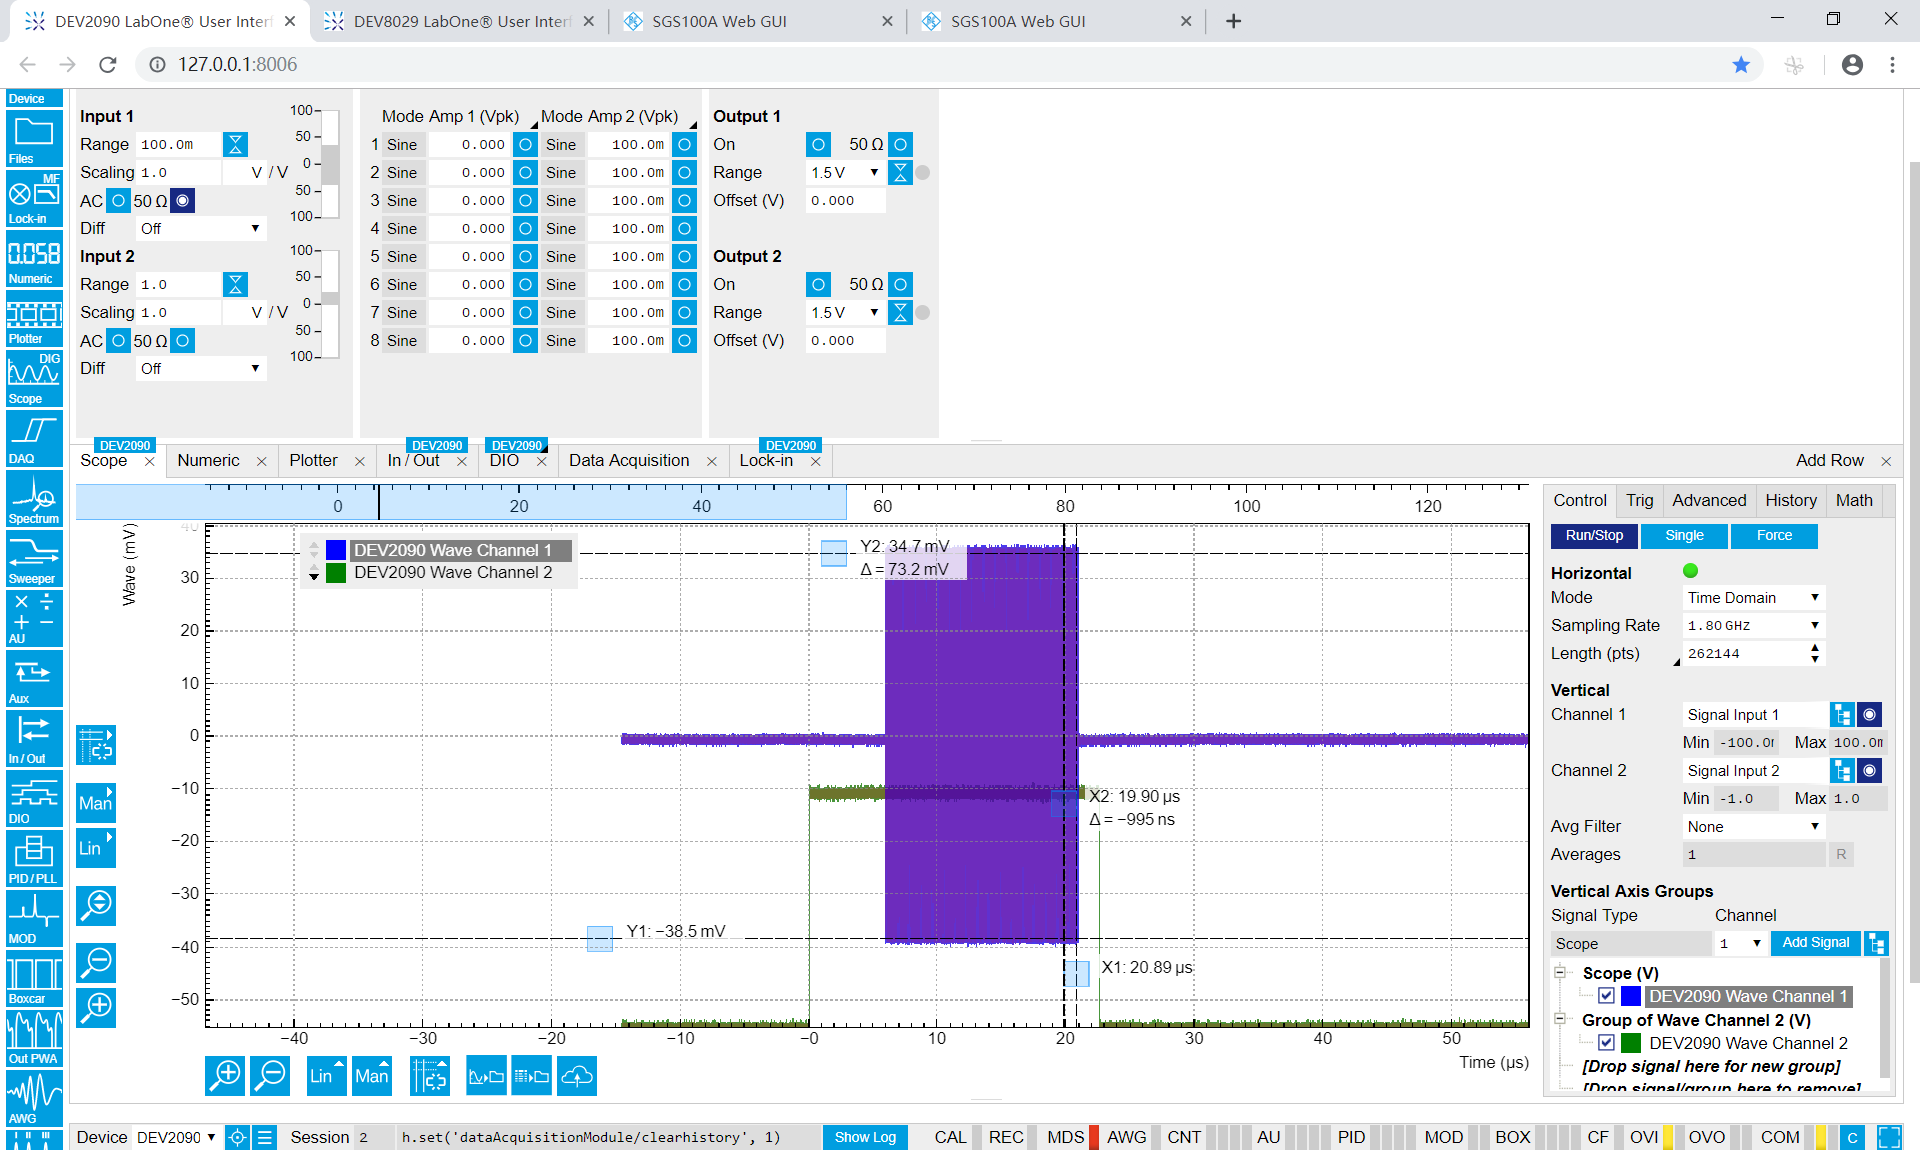 DEV2090 LabOne® User Interf
DEV8029 LabOne® User Interf
SGS100A Web GUI
SGS100A Web GUI
127.0.0.1:8006
Device
Files
MF
Lock-in
0.058
Numeric
Plotter
DIG
Scope
DAQ
Spectrum
Sweeper
AU
Aux
In / Out
DIO
PID / PLL
MOD
Boxcar
Out PWA
AWG
Input 1
Range 100.0m
Scaling 1.0 V / V
AC 50 Ω
Diff Off
100
50
0
50
100
Input 2
Range 1.0
Scaling 1.0 V / V
AC 50 Ω
Diff Off
100
50
0
50
100
Mode Amp 1 (Vpk) Mode Amp 2 (Vpk)
1 Sine 0.000 Sine 100.0m
2 Sine 0.000 Sine 100.0m
3 Sine 0.000 Sine 100.0m
4 Sine 0.000 Sine 100.0m
5 Sine 0.000 Sine 100.0m
6 Sine 0.000 Sine 100.0m
7 Sine 0.000 Sine 100.0m
8 Sine 0.000 Sine 100.0m
Output 1
On 50 Ω
Range 1.5 V
Offset (V) 0.000
Output 2
On 50 Ω
Range 1.5 V
Offset (V) 0.000
DEV2090 DEV2090 DEV2090 DEV2090
Scope Numeric Plotter In / Out DIO Data Acquisition Lock-in Add Row
0 20 40 60 80 100 120
Wave (mV)
40
30
20
10
0
−10
−20
−30
−40
−50
DEV2090 Wave Channel 1
DEV2090 Wave Channel 2
Y2: 34.7 mV
Δ = 73.2 mV
X2: 19.90 µs
Δ = −995 ns
Y1: −38.5 mV
X1: 20.89 µs
−40 −30 −20 −10 −0 10 20 30 40 50
Time (µs)
Man
Lin
Lin
Man
Control Trig Advanced History Math
Run/Stop Single Force
Horizontal
Mode Time Domain
Sampling Rate 1.80 GHZ
Length (pts) 262144
Vertical
Channel 1 Signal Input 1
Min -100.0m Max 100.0m
Channel 2 Signal Input 2
Min -1.0 Max 1.0
Avg Filter None
Averages 1 R
Vertical Axis Groups
Signal Type Channel
Scope 1 Add Signal
Scope (V)
DEV2090 Wave Channel 1
Group of Wave Channel 2 (V)
DEV2090 Wave Channel 2
[Drop signal here for new group]
[Drop signal/group here to remove]
Device DEV2090 Session 2 h.set('dataAcquisitionModule/clearhistory', 1) Show Log CAL REC MDS AWG CNT AU PID MOD BOX CF OVI OVO COM C